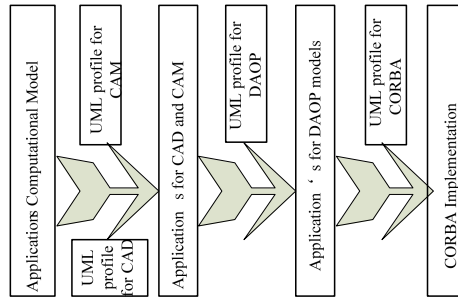 Applications Computational Model
UML profile for
CAM
UML
profile
for CAD
Application s for CAD and CAM
UML profile for
DAOP
Application ‘ s for DAOP models
UML profile for
CORBA
CORBA Implementation